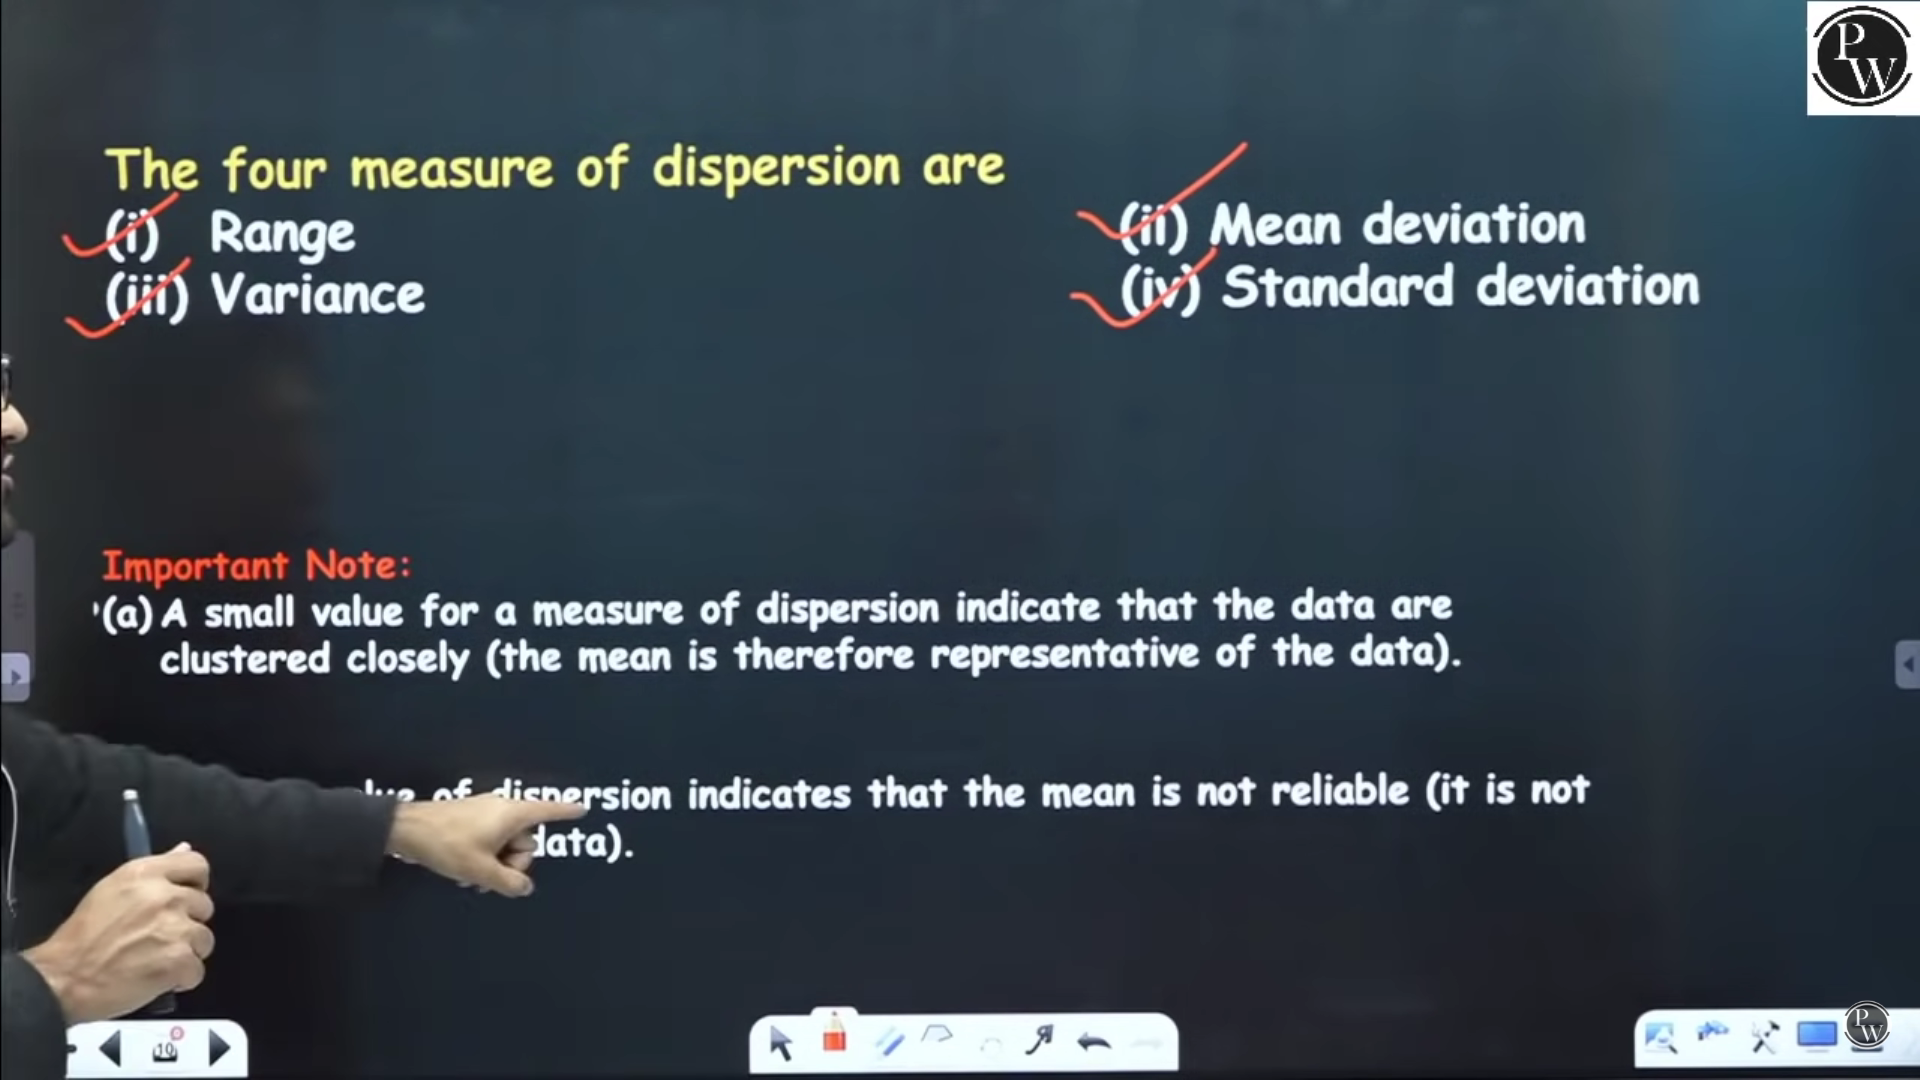 PW
The four measure of dispersion are
(i) Range
(ii) Mean deviation
(iii) Variance
(iv) Standard deviation
Important Note:
(a) A small value for a measure of dispersion indicate that the data are
clustered closely (the mean is therefore representative of the data).
of dispersion indicates that the mean is not reliable (it is not
data).
10
PW